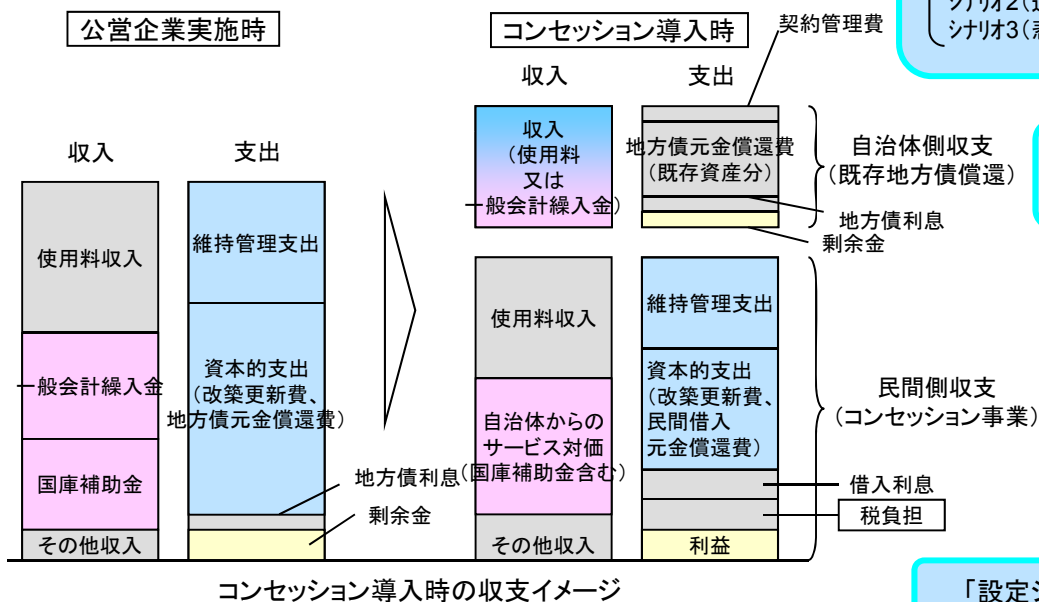 公営企業実施時
収入
支出
使用料収入
一般会計繰入金
国庫補助金
その他収入
維持管理支出
資本的支出
(改築更新費、
地方債元金償還費)
地方債利息
剰余金
コンセッション導入時
収入
支出
契約管理費
収入
(使用料
又は
一般会計繰入金)
地方債元金償還費
(既存資産分)
自治体側収支
(既存地方債償還)
地方債利息
剰余金
使用料収入
自治体からの
サービス対価
(国庫補助金含む)
その他収入
維持管理支出
資本的支出
(改築更新費、
民間借入
元金償還費)
借入利息
税負担
利益
民間側収支
(コンセッション事業)
コンセッション導入時の収支イメージ
シナリオ2(
シナリオ3(
「設定シ